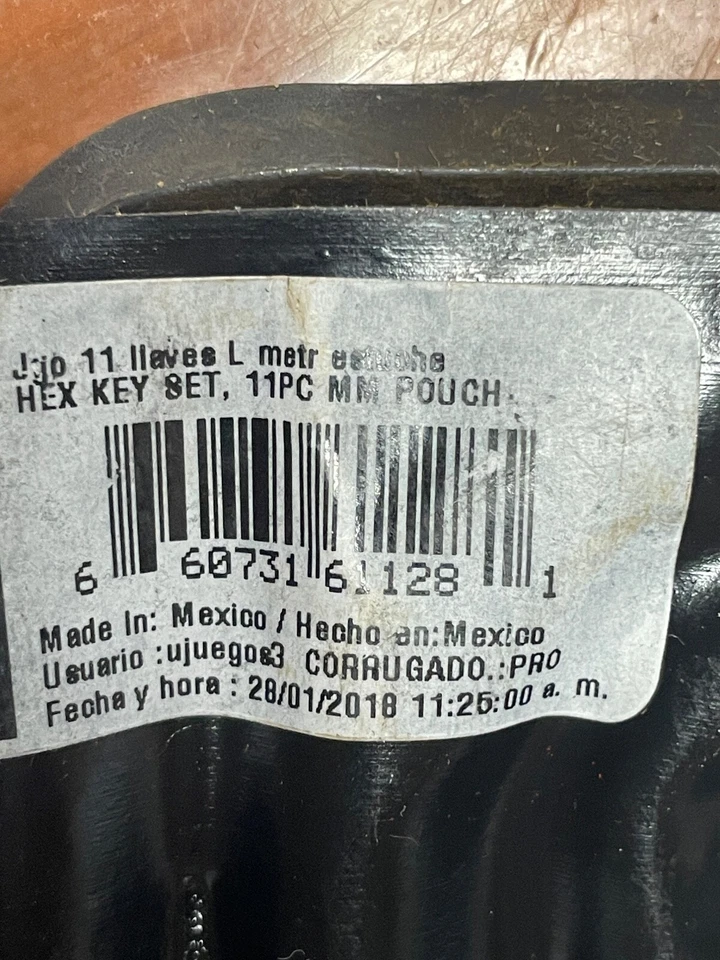 Jgo 11 llaves L metr estuche
HEX KEY SET, 11PC MM POUCH
6 60731 61128 1
Made In: Mexico / Hecho en:Mexico
Usuario :ujuegos3 CORRUGADO.:PRO
Fecha y hora : 28/01/2018 11:25:00 a. m.